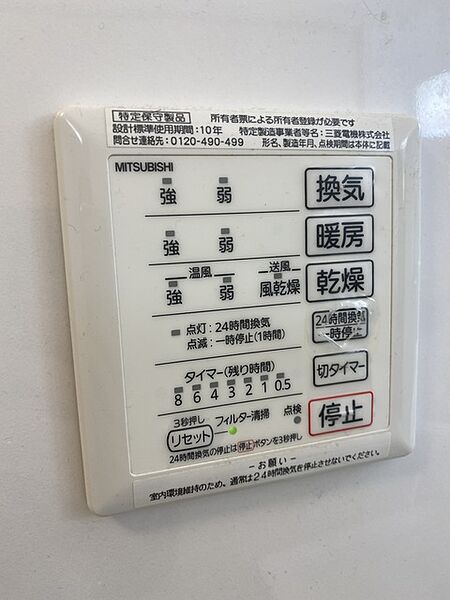 特定保守製品 所有者票による所有者登録が必要です
設計標準使用期間：10年 特定製造事業者等名：三菱電機株式会社
問合せ連絡先：0120-490-499 形名、製造年月、点検期間は本体に記載
MITSUBISHI
強 弱 換気
強 弱 暖房
温風 送風
強 弱 風乾燥 乾燥
点灯：24時間換気
点滅：一時停止(1時間)
24時間換気
一時停止
タイマー(残り時間)
8 6 4 3 2 1 0.5
切タイマー
3秒押し
リセット フィルター清掃 点検
停止
24時間換気の停止は停止ボタンを3秒押し
－お願い－
室内環境維持のため、通常は24時間換気を停止させないでください。